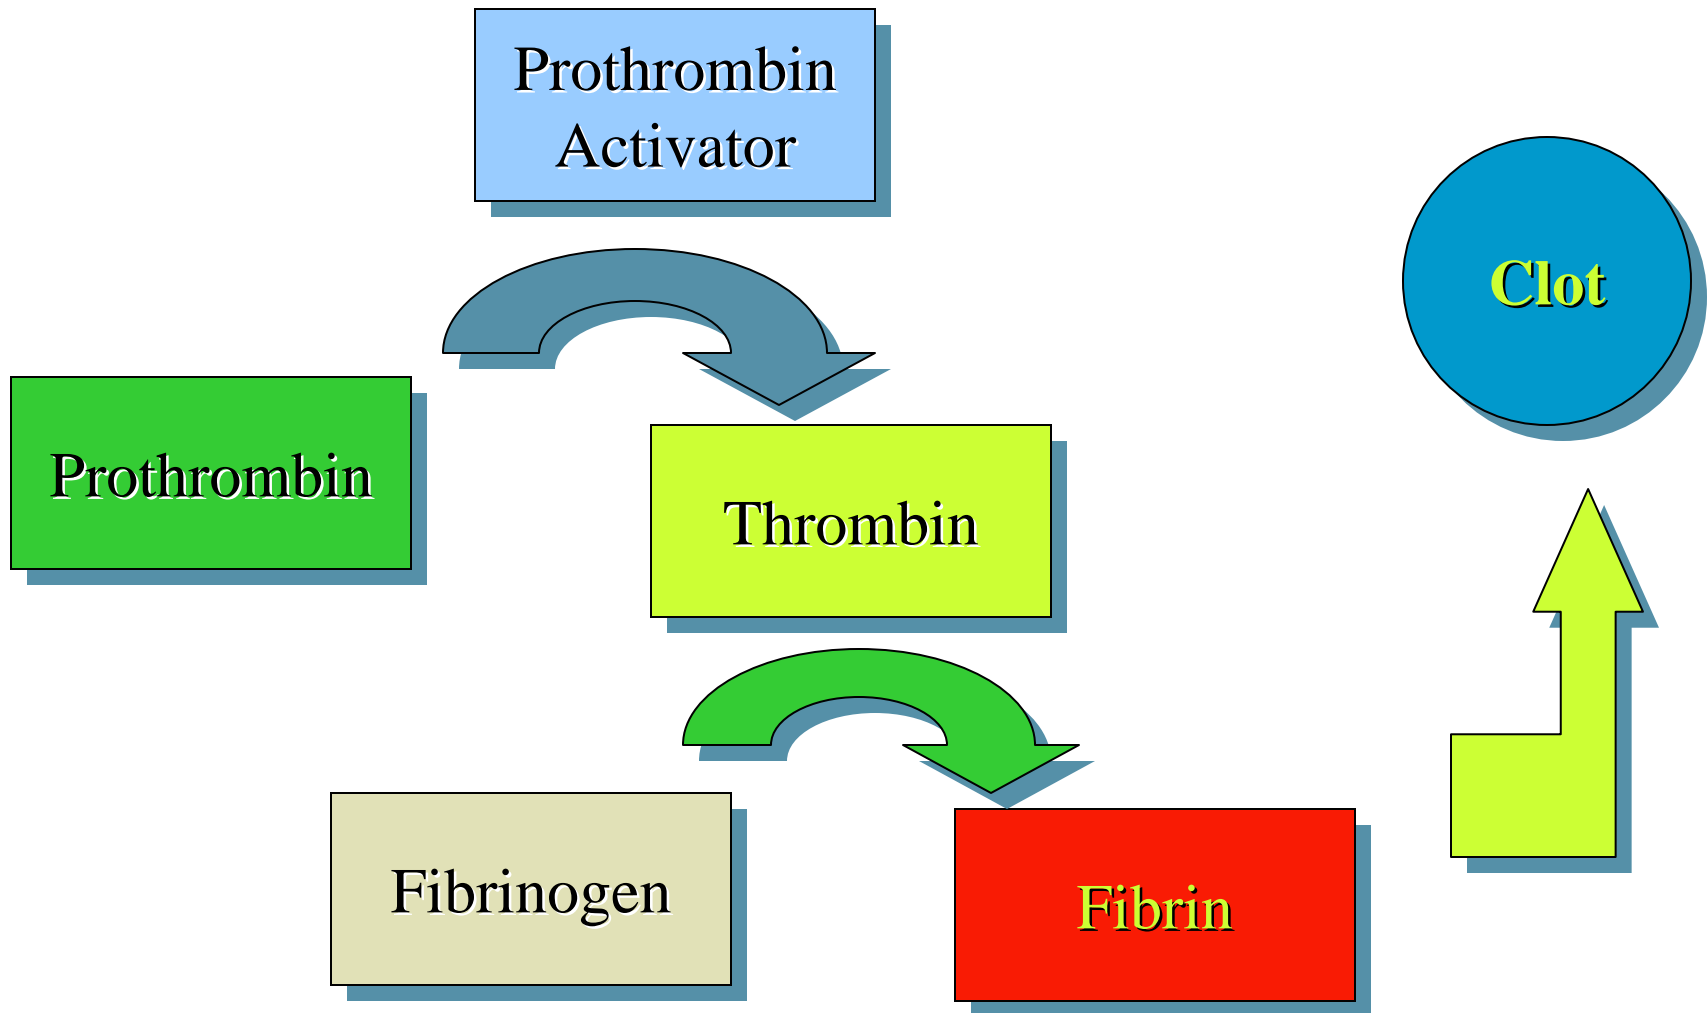 Prothrombin
Activator
Clot
Prothrombin
Thrombin
Fibrinogen
Fibrin